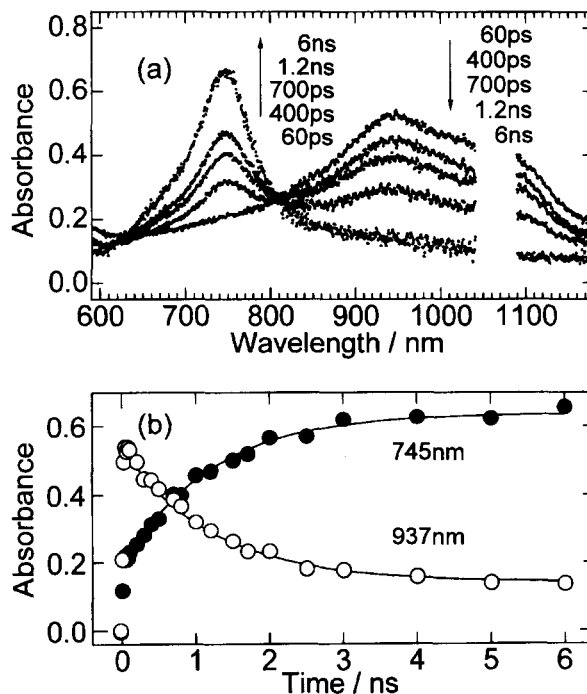 (a)
6ns
1.2ns
700ps
400ps
60ps
60ps
400ps
700ps
1.2ns
6ns
0.8
0.6
0.4
0.2
0.0
Absorbance
600 700 800 900 1000 1100
Wavelength / nm
(b)
745nm
937nm
0.6
0.4
0.2
0.0
Absorbance
0 1 2 3 4 5 6
Time / ns